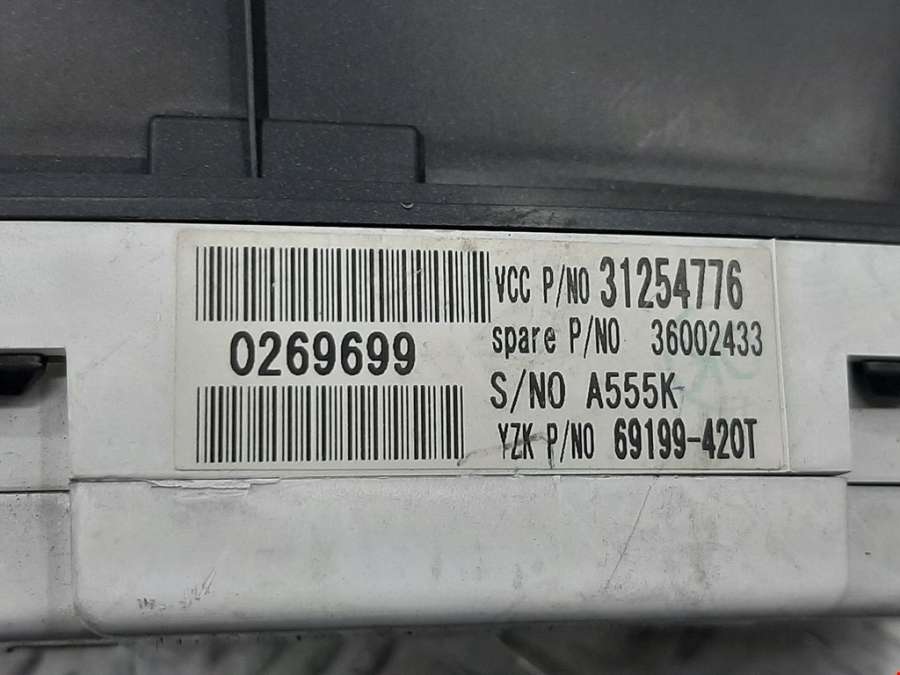 VCC P/NO 31254776
0269699
spare P/NO 36002433
S/NO A555K
YZK P/NO 69199-420T